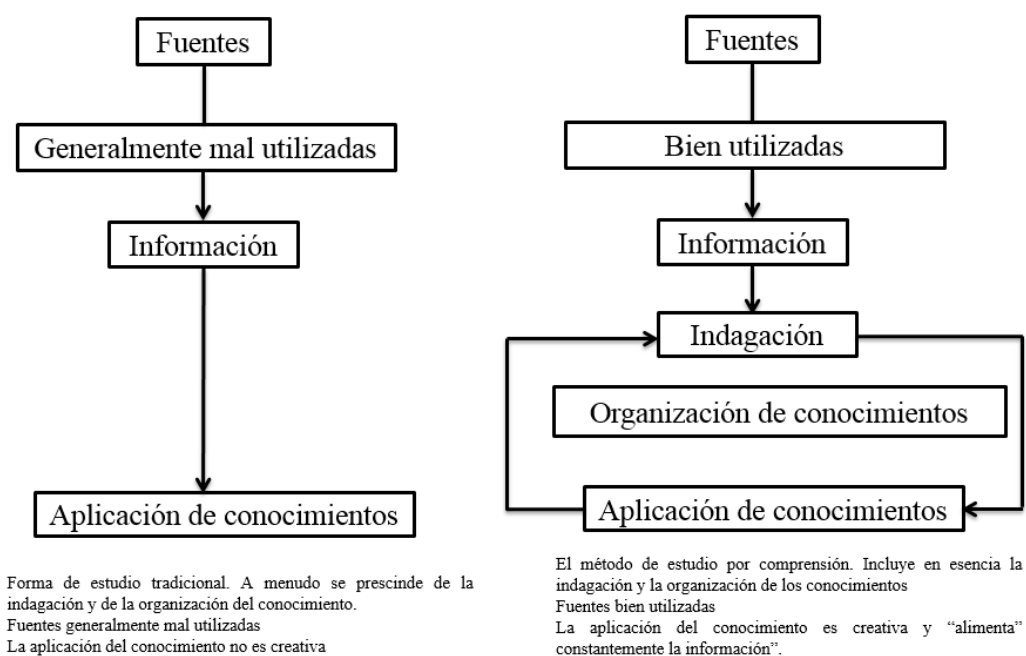 Fuentes
Generalmente mal utilizadas
Información
Aplicación de conocimientos
Forma de estudio tradicional. A menudo se prescinde de la
indagación y de la organización del conocimiento.
Fuentes generalmente mal utilizadas
La aplicación del conocimiento no es creativa
Fuentes
Bien utilizadas
Información
Indagación
Organización de conocimientos
Aplicación de conocimientos
El método de estudio por comprensión. Incluye en esencia la
indagación y la organización de los conocimientos
Fuentes bien utilizadas
La aplicación del conocimiento es creativa y “alimenta”
constantemente la información”.